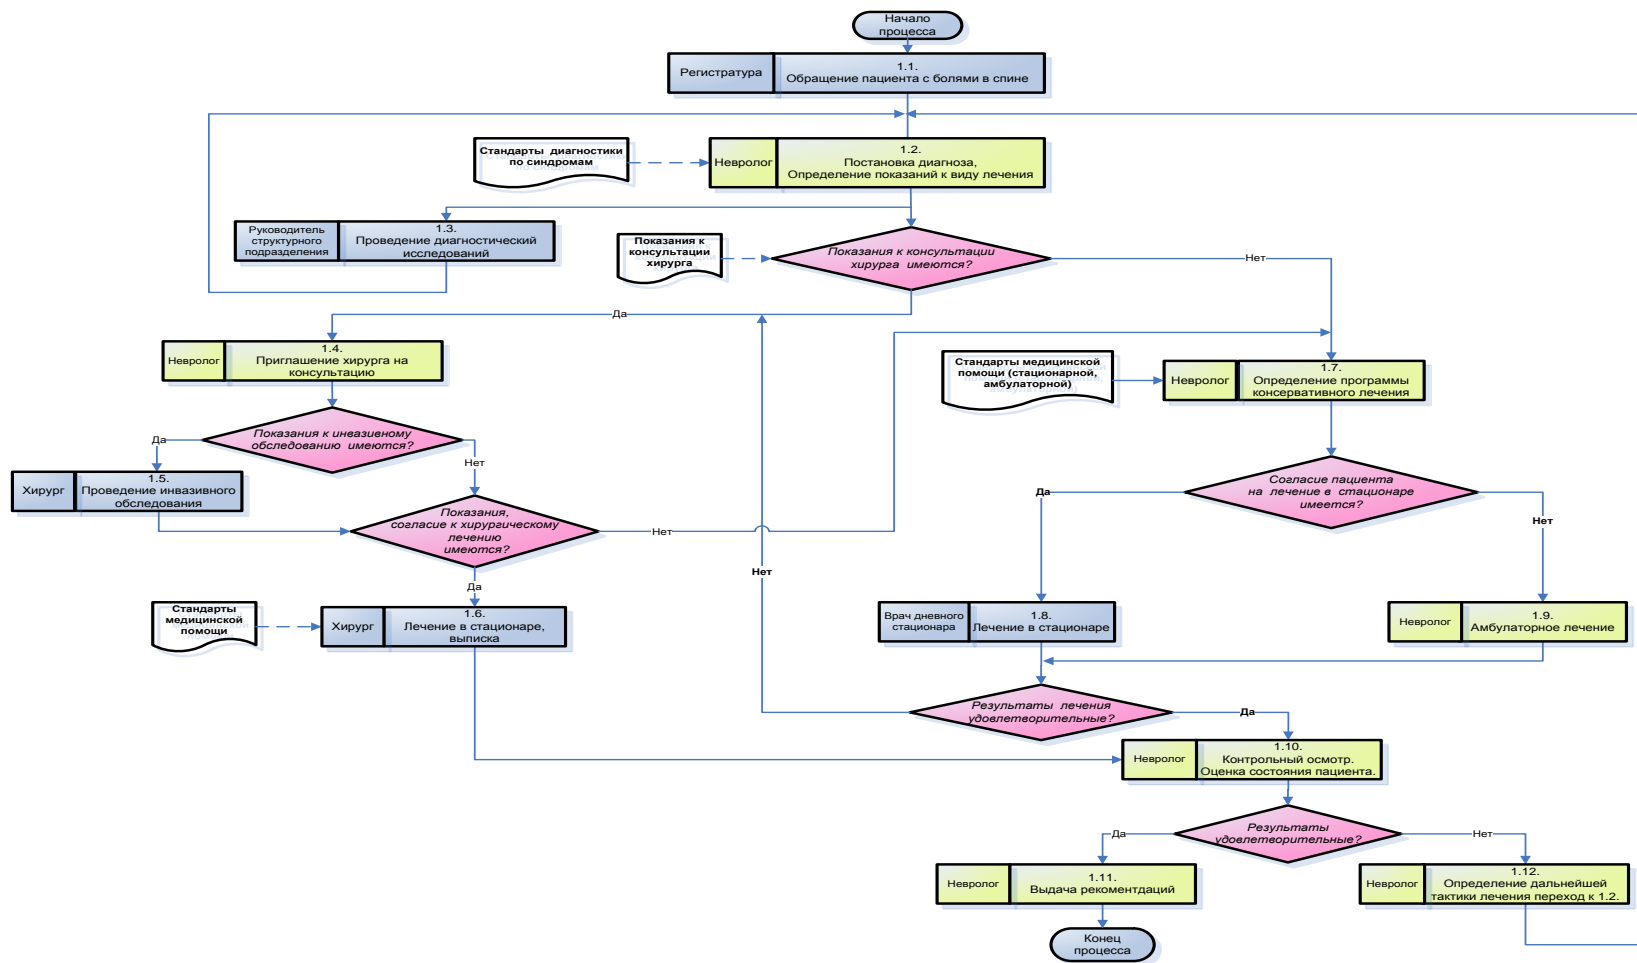 Начало
процесса
Регистратура
1.1.
Обращение пациента с болями в спине
Стандарты диагностики
по синдромам
Невролог
1.2.
Постановка диагноза,
Определение показаний к виду лечения
Руководитель
структурного
подразделения
1.3.
Проведение диагностический
исследований
Показания к
консультации
хирурга
Показания к консультации
хирурга имеются?
Нет
Да
Невролог
1.4.
Приглашение хирурга на
консультацию
Стандарты медицинской
помощи (стационарной,
амбулаторной)
Невролог
1.7.
Определение программы
консервативного лечения
Показания к инвазивному
обследованию имеются?
Да
Нет
Хирург
1.5.
Проведение инвазивного
обследования
Показания,
согласие к хирургическому
лечению
имеются?
Нет
Да
Согласие пациента
на лечение в стационаре
имеется?
Да
Нет
Нет
Стандарты
медицинской
помощи
Хирург
1.6.
Лечение в стационаре,
выписка
Врач дневного
стационара
1.8.
Лечение в стационаре
Невролог
1.9.
Амбулаторное лечение
Результаты лечения
удовлетворительные?
Да
Невролог
1.10.
Контрольный осмотр.
Оценка состояния пациента.
Результаты
удовлетворительные?
Да
Нет
Невролог
1.11.
Выдача рекоментдаций
Невролог
1.12.
Определение дальнейшей
тактики лечения переход к 1.2.
Конец
процесса